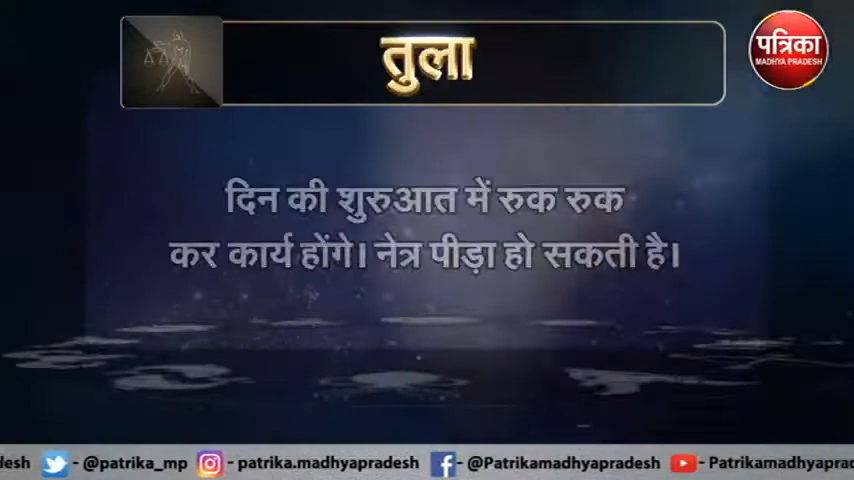 तुला
पत्रिका
MADHYA PRADESH
दिन की शुरुआत में रुक रुक
कर कार्य होंगे। नेत्र पीड़ा हो सकती है।
desh - @patrika_mp - patrika.madhyapradesh - @Patrikamadhyapradesh - Patrikamadhyaprad